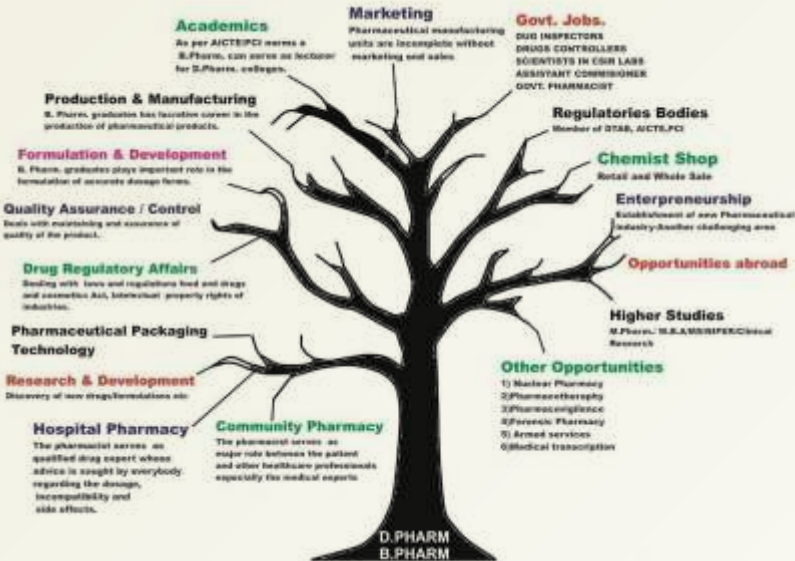 Academics
As per AICTE/PCI norms a
B.Pharm. can serve as lecturer
for D.Pharm. colleges.
Marketing
Pharmaceutical manufacturing
units are incomplete without
marketing and sales
Govt. Jobs.
DUG INSPECTORS
DRUGS CONTROLLERS
SCIENTISTS IN CSIR LABS
ASSISTANT COMMISIONER
GOVT. PHARMACIST
Production & Manufacturing
B. Pharm. graduates has lucrative career in the
production of pharmaceutical products.
Regulatories Bodies
Member of DTAB, AICTE,PCI
Formulation & Development
B. Pharm. graduates plays important role in the
formulation of accurate dosage forms.
Chemist Shop
Retail and Whole Sale
Quality Assurance / Control
Deals with maintaining and assurance of
quality of the product.
Enterpreneurship
Establishment of new Pharmaceutical
industry-Another challenging area
Drug Regulatory Affairs
Dealing with laws and regulations food and drugs
and cosmetics Act, Intelectual property rights of
industries.
Opportunities abroad
Higher Studies
M.Pharm./ M.B.A/MS/NIPER/Clinical
Research
Pharmaceutical Packaging
Technology
Research & Development
Discovery of new drugs/formulations etc
Other Opportunities
1) Nuclear Pharmacy
2)Pharmacotheraphy
3)Pharmacovigilence
4)Forensic Pharmacy
5) Armed services
6)Medical transcription
Hospital Pharmacy
The pharmacist serves as
qualified drug expert whose
advice is sought by everybody
regarding the dosage,
incompatibility and
side effects.
Community Pharmacy
The pharmacist serves as
major role between the patient
and other healthcare professionals
especially the medical experts
D.PHARM
B.PHARM